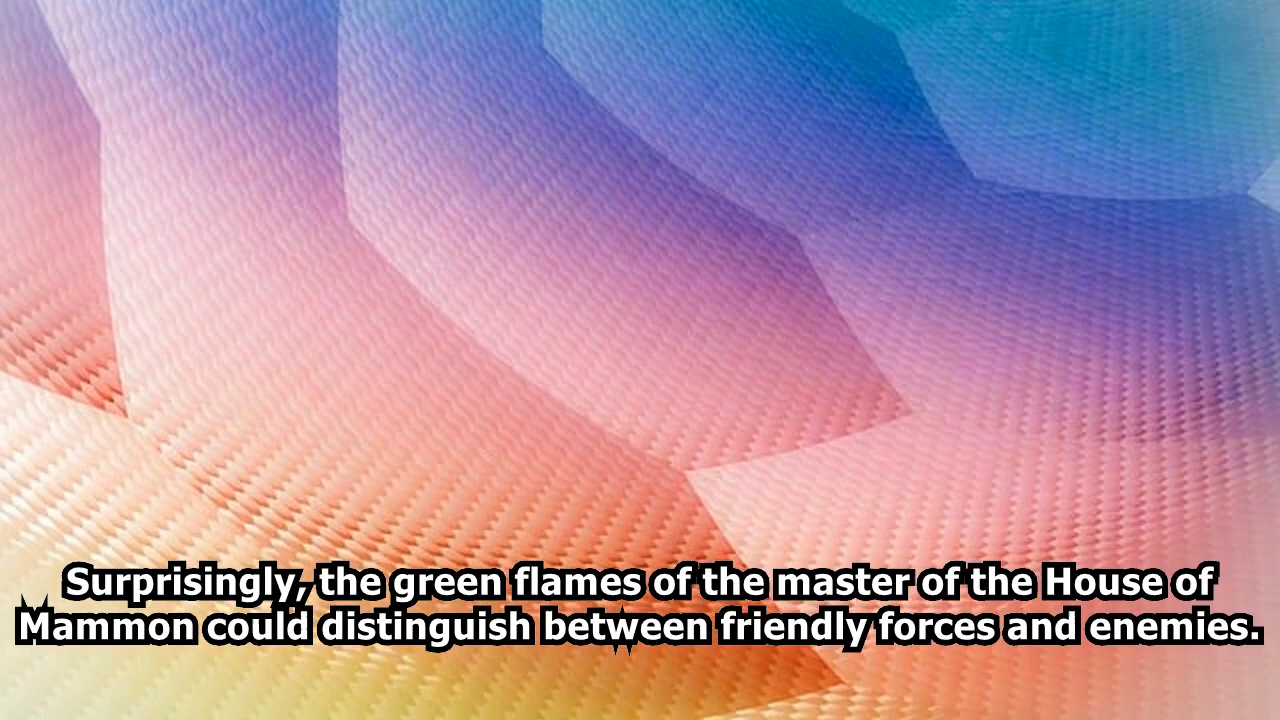 Surprisingly, the green flames of the master of the House of
Mammon could distinguish between friendly forces and enemies.